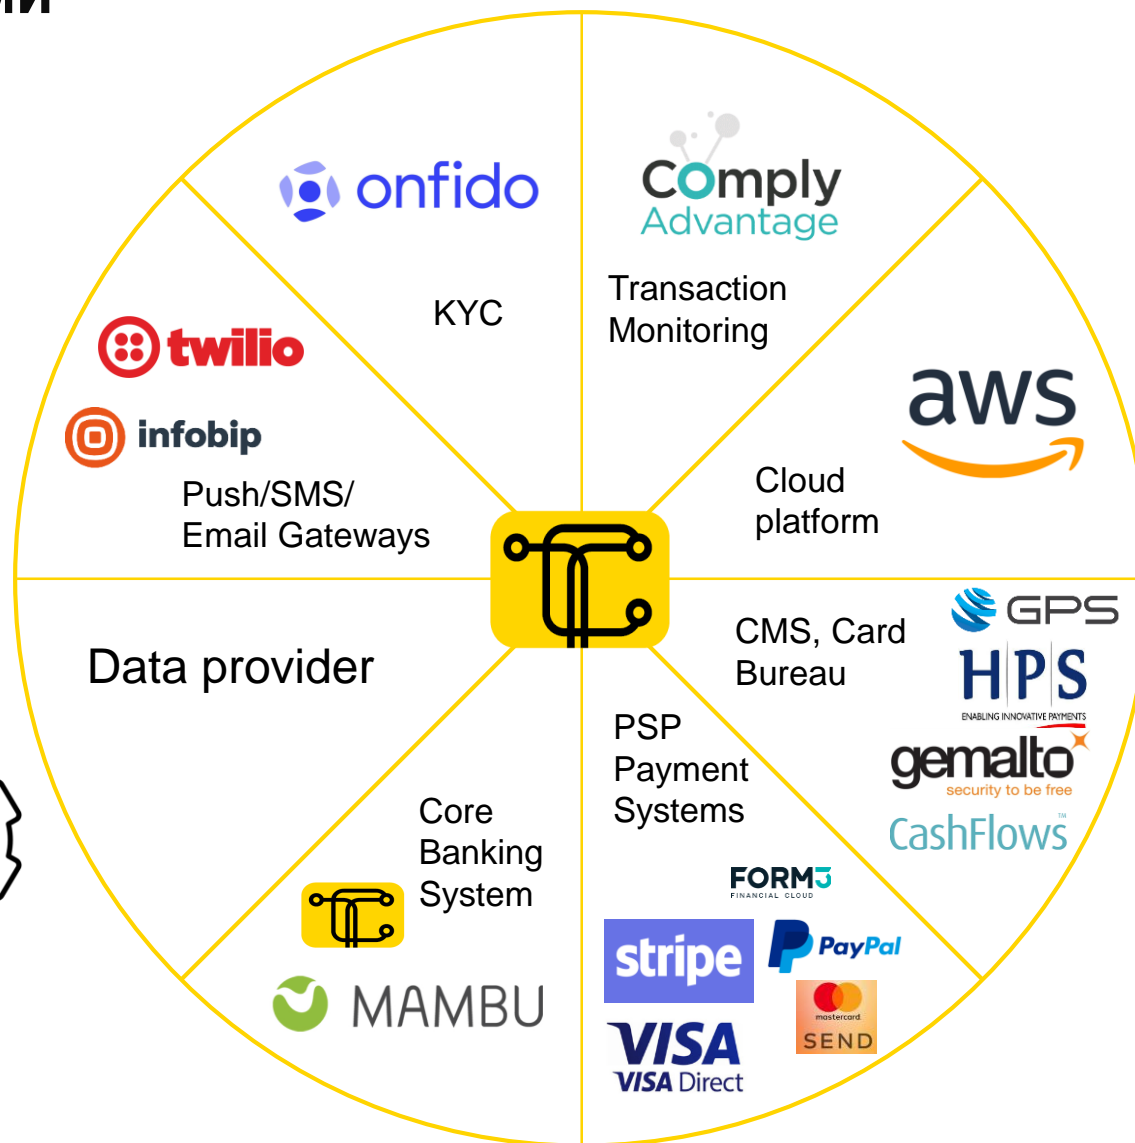 onfido
KYC
Comply
Advantage
Transaction
Monitoring
twilio
infobip
Push/SMS/
Email Gateways
aws
Cloud
platform
Data provider
CMS, Card
Bureau
GPS
HPS
ENABLING INNOVATIVE PAYMENTS
gemalto
security to be free
CashFlows™
Core
Banking
System
MAMBU
PSP
Payment
Systems
FORM3
FINANCIAL CLOUD
stripe
PayPal
mastercard.
SEND
VISA
VISA Direct